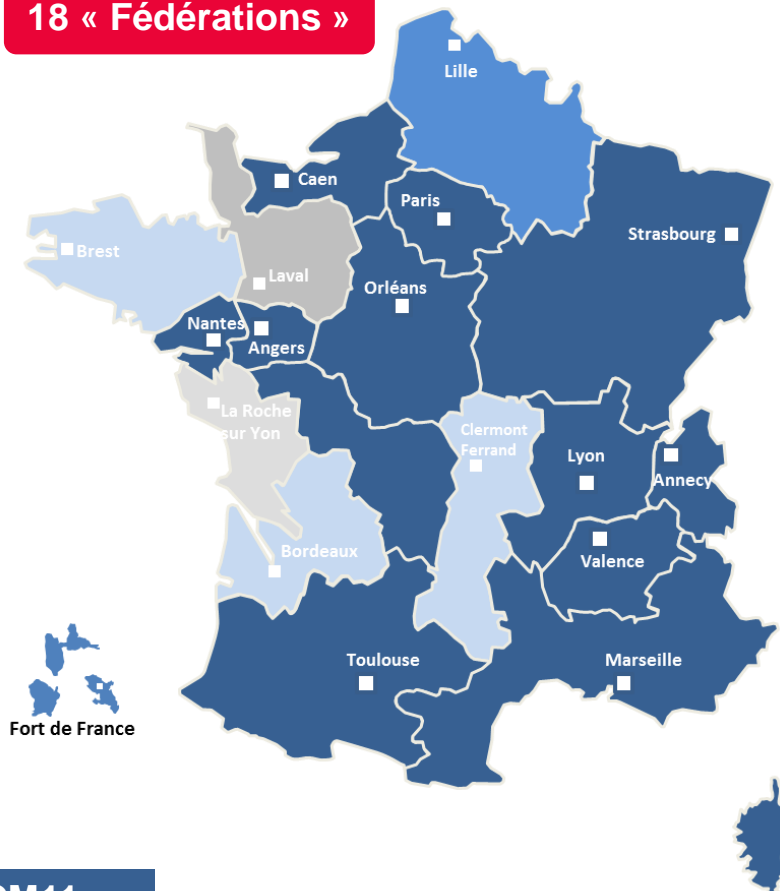 18 « Fédérations »
Lille
Caen
Paris
Strasbourg
Brest
Laval
Orléans
Nantes
Angers
La Roche
sur Yon
Clermont
Ferrand
Lyon
Annecy
Bordeaux
Valence
Toulouse
Marseille
Fort de France